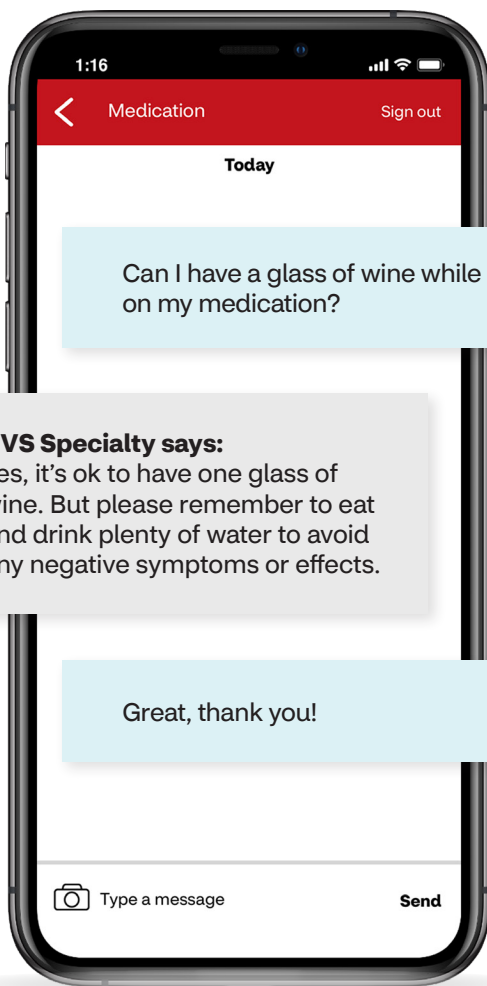 1:16
Medication Sign out
Today
Can I have a glass of wine while
on my medication?
VS Specialty says:
es, it's ok to have one glass of
ine. But please remember to eat
nd drink plenty of water to avoid
ny negative symptoms or effects.
Great, thank you!
Type a message Send